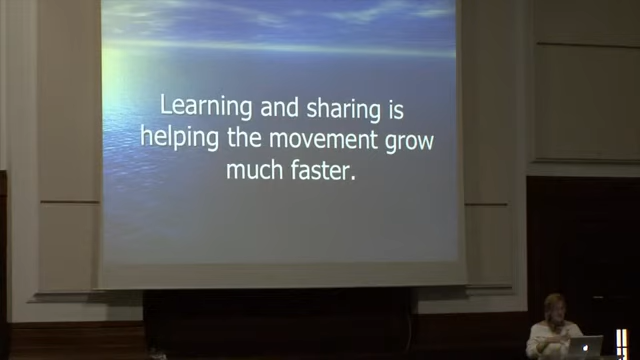 Learning and sharing is
helping the movement grow
much faster.